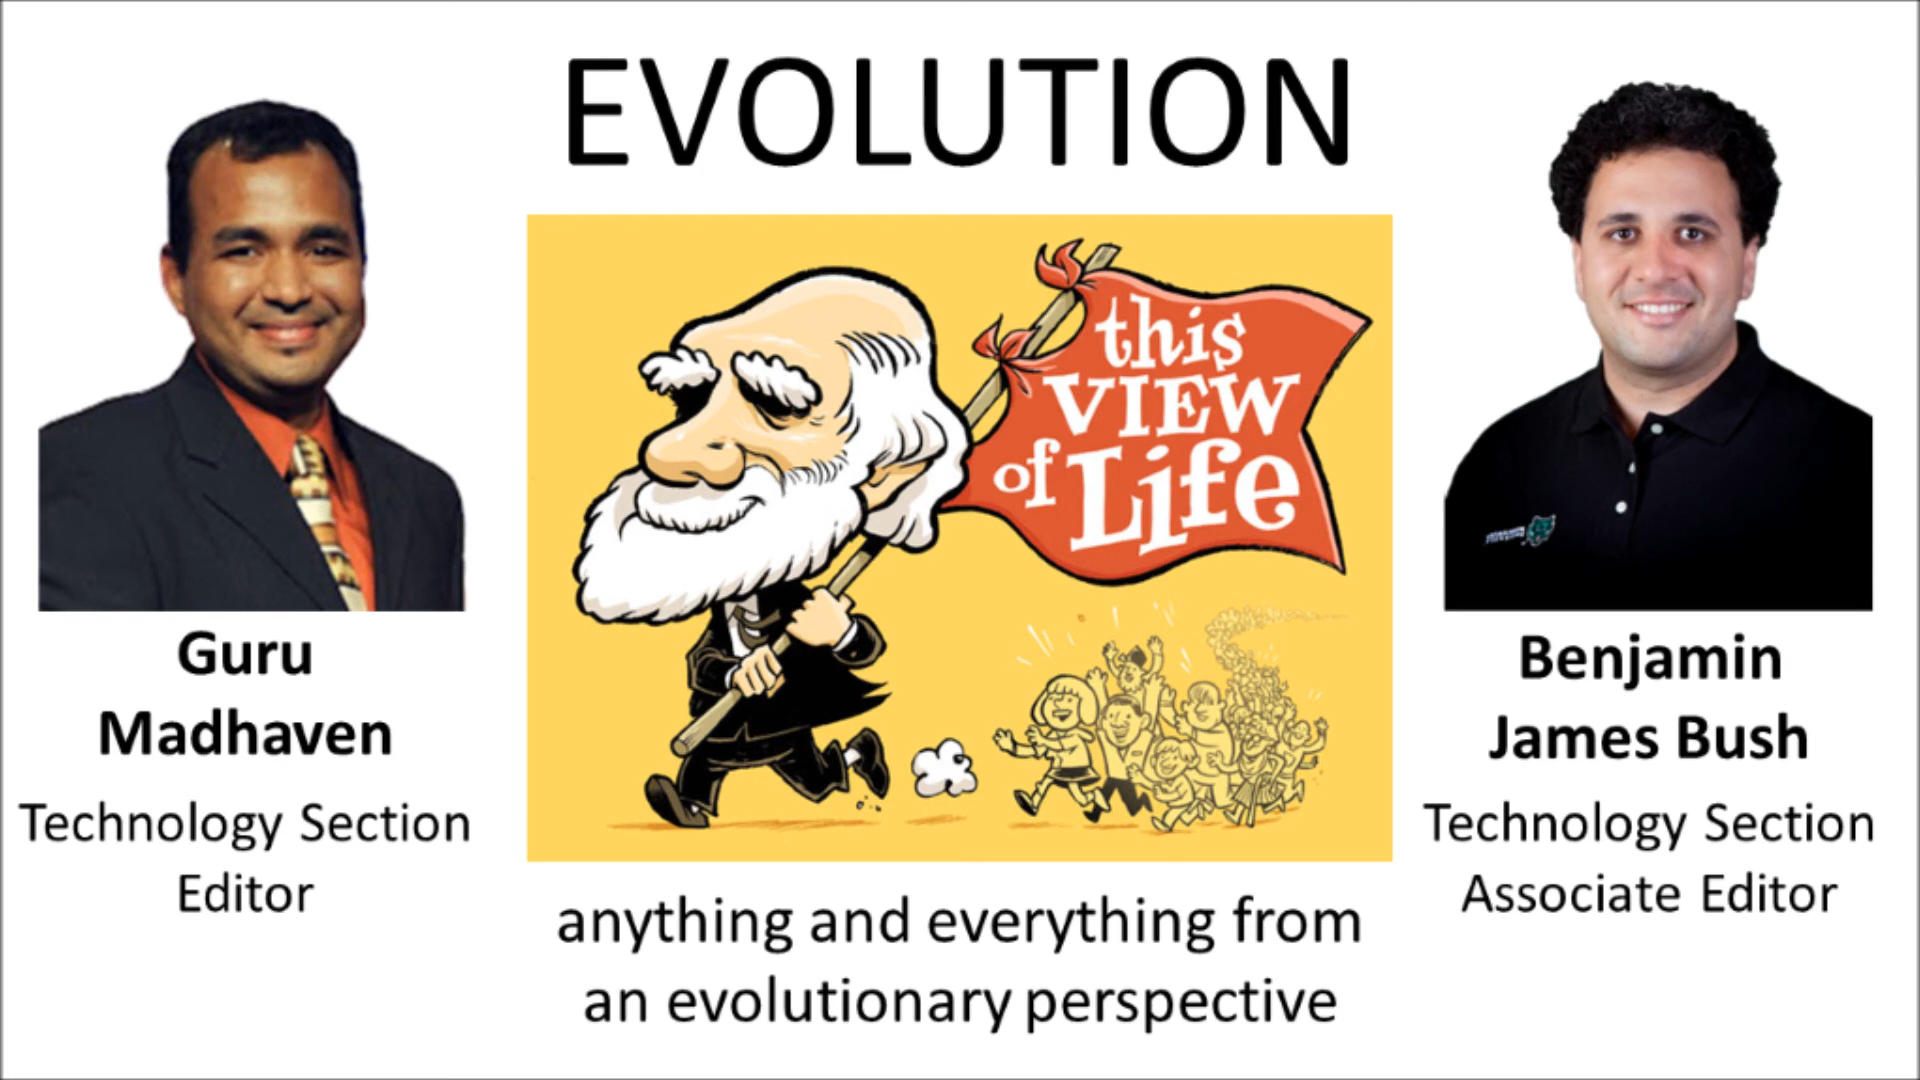 EVOLUTION
this
VIEW
of Life
Guru
Madhaven
Technology Section
Editor
Benjamin
James Bush
Technology Section
Associate Editor
anything and everything from
an evolutionary perspective